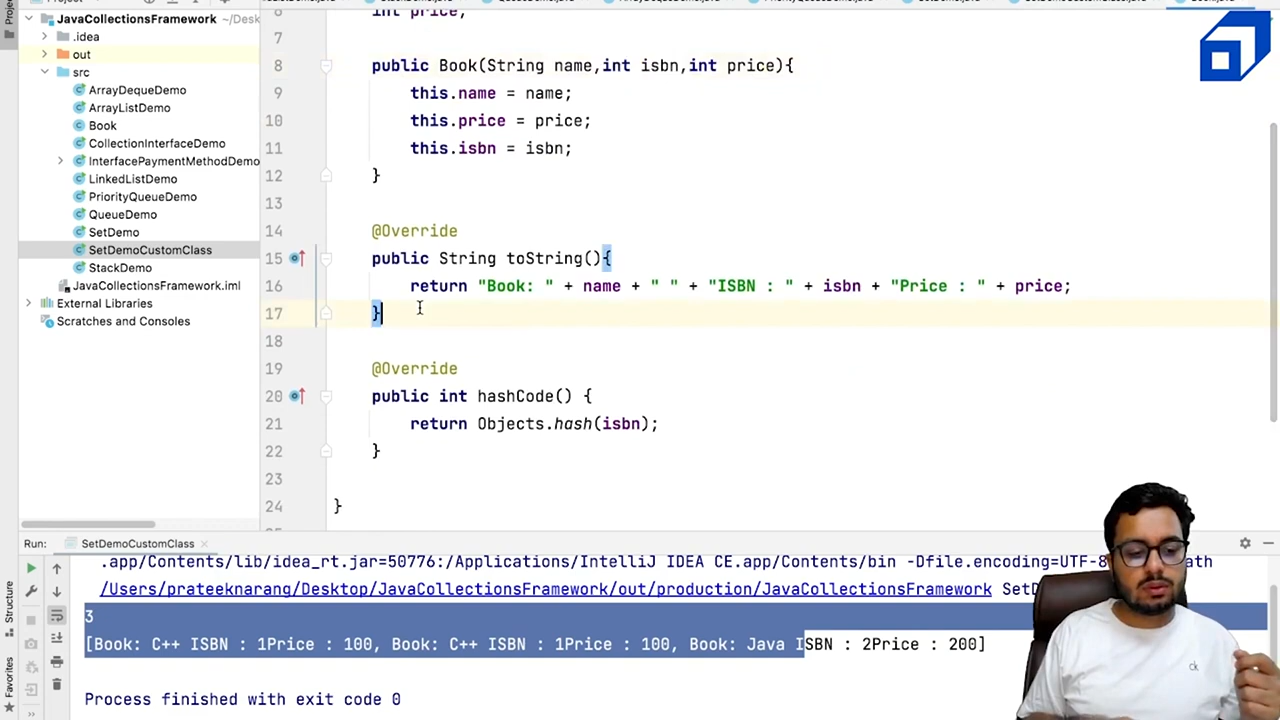 JavaCollectionsFramework ~/Desk
.idea
out
src
ArrayDequeDemo
ArrayListDemo
Book
CollectionInterfaceDemo
InterfacePaymentMethodDemo
LinkedListDemo
PriorityQueueDemo
QueueDemo
SetDemo
SetDemoCustomClass
StackDemo
JavaCollectionsFramework.iml
External Libraries
Scratches and Consoles
int price;
7
8 public Book(String name,int isbn,int price){
9 this.name = name;
10 this.price = price;
11 this.isbn = isbn;
12 }
13
14 @Override
15 public String toString(){
16 return "Book: " + name + " " + "ISBN : " + isbn + "Price : " + price;
17 }
18
19 @Override
20 public int hashCode() {
21 return Objects.hash(isbn);
22 }
23
24 }
Run: SetDemoCustomClass
.app/Contents/lib/idea_rt.jar=50776:/Applications/IntelliJ IDEA CE.app/Contents/bin -Dfile.encoding=UTF-8
/Users/prateeknarang/Desktop/JavaCollectionsFramework/out/production/JavaCollectionsFramework
3
[Book: C++ ISBN : 1Price : 100, Book: C++ ISBN : 1Price : 100, Book: Java ISBN : 2Price : 200]
Process finished with exit code 0
Structure
Favorites
ck